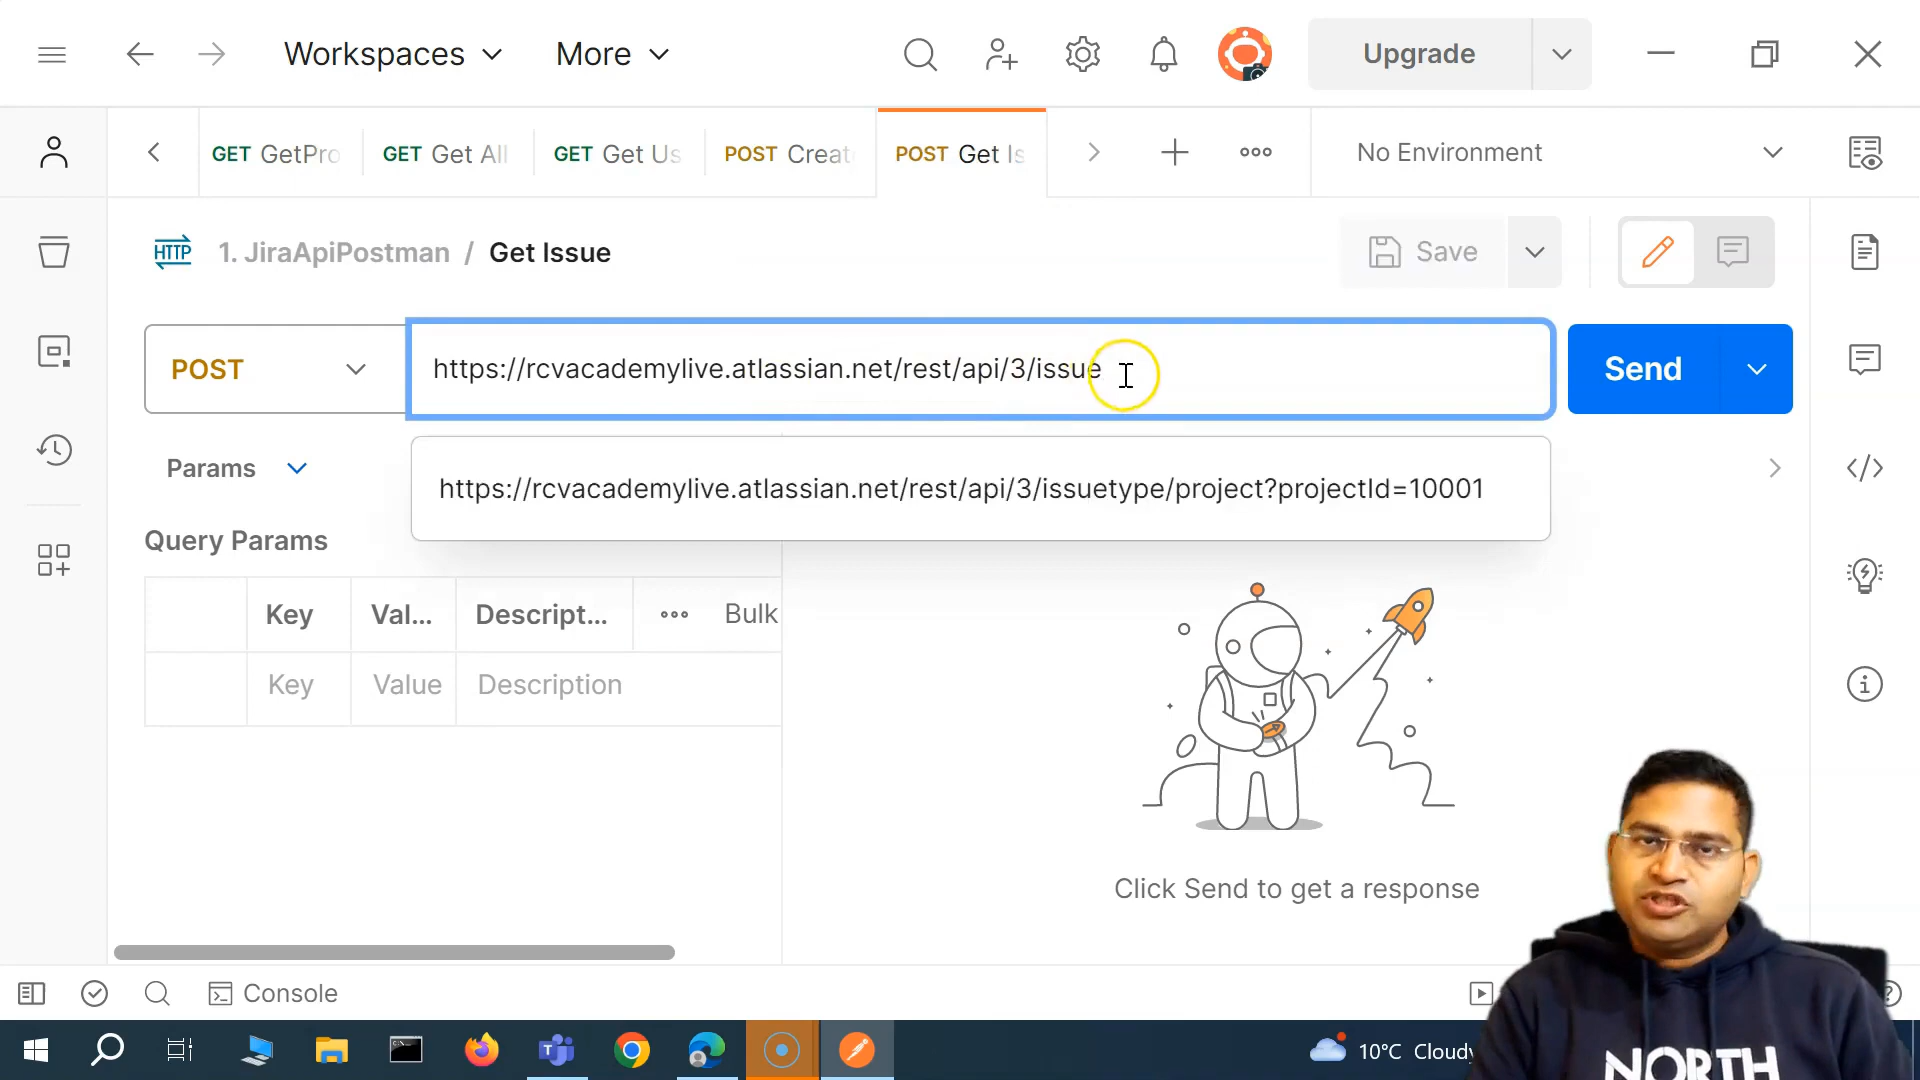 Workspaces
More
Upgrade
GET GetPro
GET Get All
GET Get Us
POST Creat
POST Get Is
No Environment
HTTP
1. JiraApiPostman / Get Issue
Save
POST
https://rcvacademylive.atlassian.net/rest/api/3/issue
Send
Params
https://rcvacademylive.atlassian.net/rest/api/3/issuetype/project?projectId=10001
Query Params
Key
Val...
Descript...
Bulk
Key
Value
Description
Click Send to get a response
Console
10°C Cloudy
NORTH